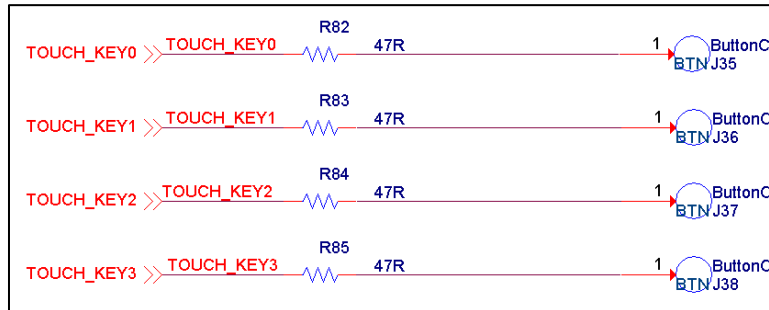 R82
TOUCH_KEY0 TOUCH_KEY0 47R 1 ButtonC
BTN J35
R83
TOUCH_KEY1 TOUCH_KEY1 47R 1 ButtonC
BTN J36
R84
TOUCH_KEY2 TOUCH_KEY2 47R 1 ButtonC
BTN J37
R85
TOUCH_KEY3 TOUCH_KEY3 47R 1 ButtonC
BTN J38